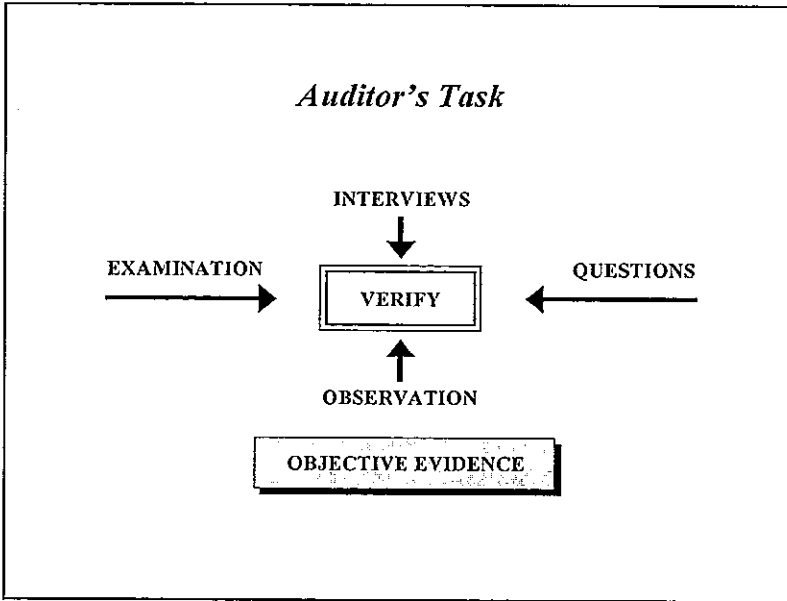 Auditor's Task
INTERVIEWS
EXAMINATION
QUESTIONS
VERIFY
OBSERVATION
OBJECTIVE EVIDENCE